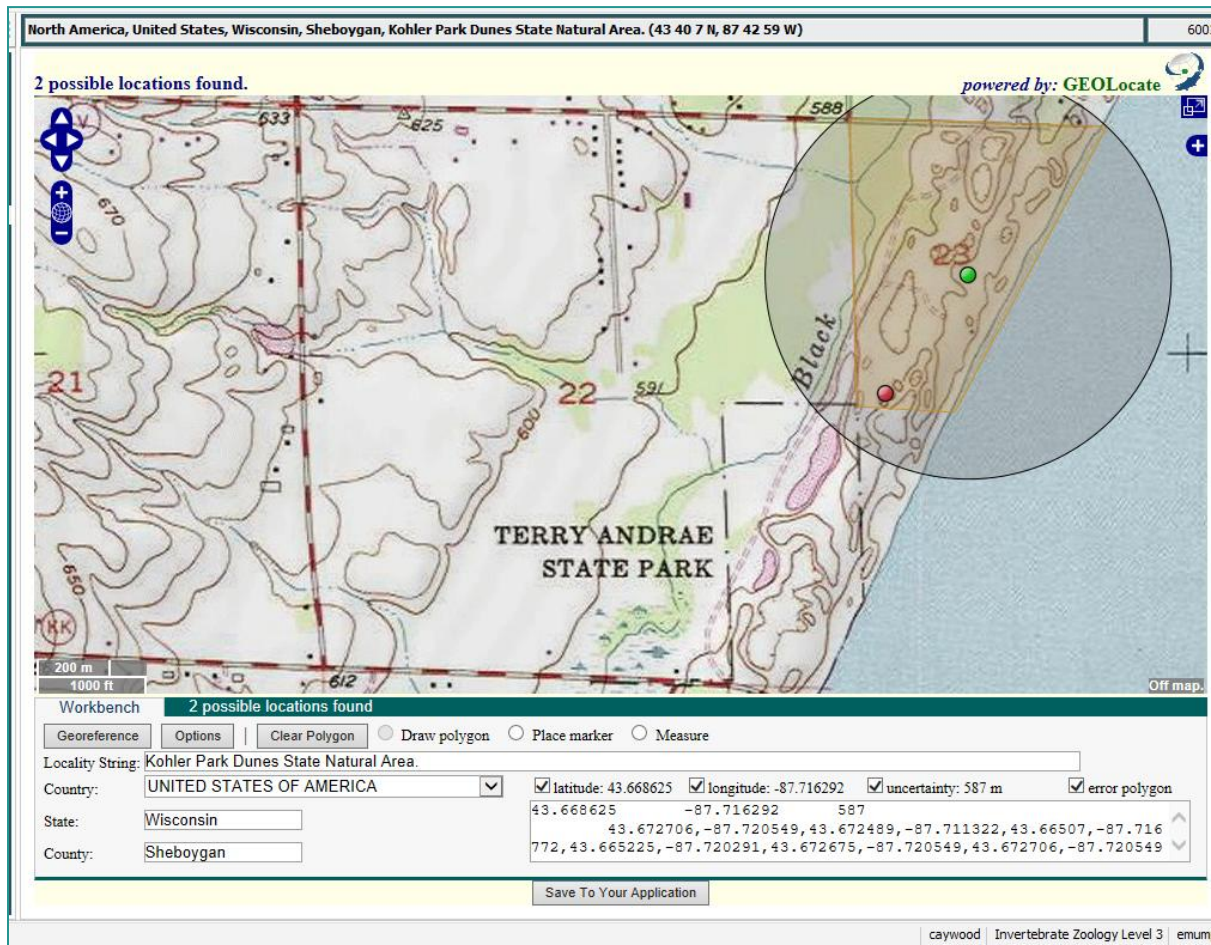 North America, United States, Wisconsin, Sheboygan, Kohler Park Dunes State Natural Area. (43 40 7 N, 87 42 59 W)
600
2 possible locations found.
powered by: GEOLocate
V
633
625
588
670
23
Black
21
22
591
600
TERRY ANDRAE
STATE PARK
650
KK
200 m
1000 ft
612
Off map.
Workbench
2 possible locations found
Georeference Options | Clear Polygon Draw polygon Place marker Measure
Locality String: Kohler Park Dunes State Natural Area.
Country: UNITED STATES OF AMERICA
latitude: 43.668625 longitude: -87.716292 uncertainty: 587 m error polygon
State: Wisconsin
County: Sheboygan
43.668625 -87.716292 587
43.672706,-87.720549,43.672489,-87.711322,43.66507,-87.716
772,43.665225,-87.720291,43.672675,-87.720549,43.672706,-87.720549
Save To Your Application
caywood Invertebrate Zoology Level 3 emum